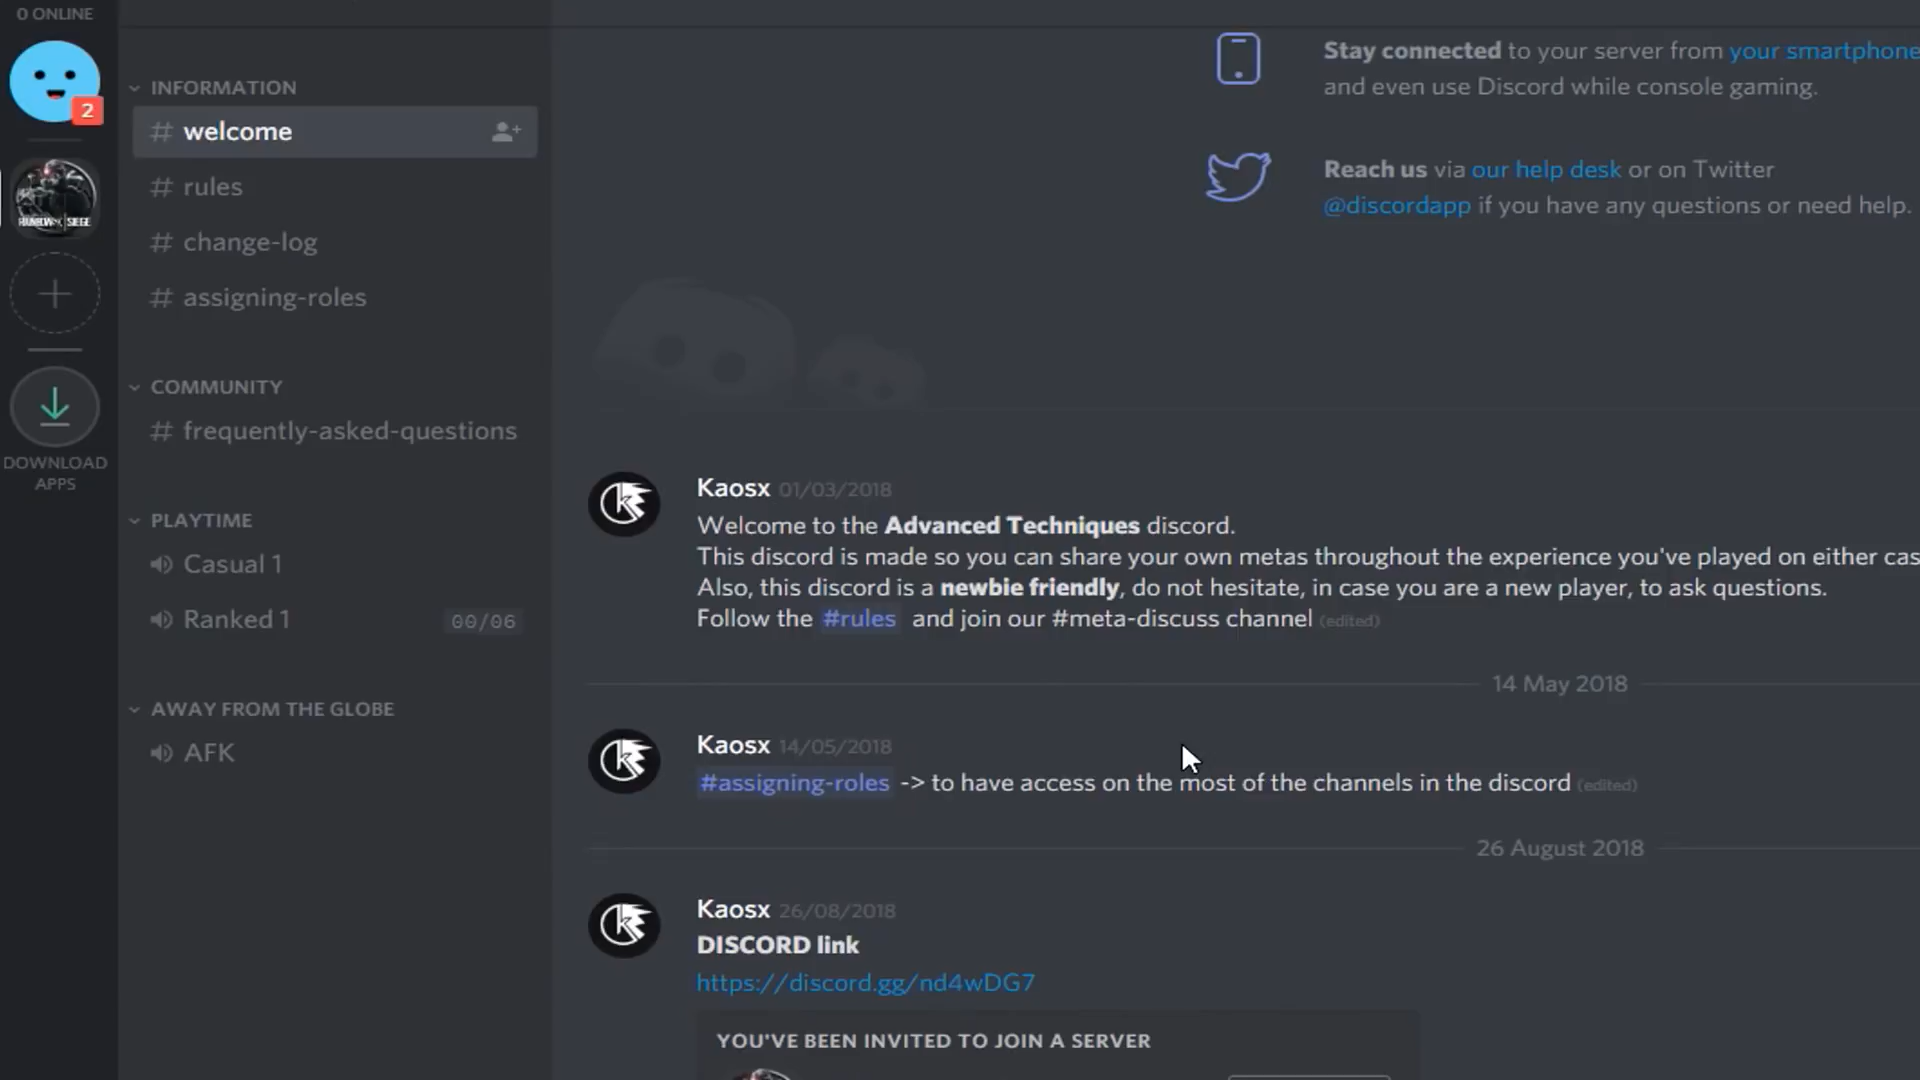 0 ONLINE
2
RAINBOW SIEGE
DOWNLOAD
APPS
INFORMATION
# welcome
# rules
# change-log
# assigning-roles
COMMUNITY
# frequently-asked-questions
PLAYTIME
Casual 1
Ranked 1 00/06
AWAY FROM THE GLOBE
AFK
Stay connected to your server from your smartphone
and even use Discord while console gaming.
Reach us via our help desk or on Twitter
@discordapp if you have any questions or need help.
Kaosx 01/03/2018
Welcome to the Advanced Techniques discord.
This discord is made so you can share your own metas throughout the experience you've played on either cas
Also, this discord is a newbie friendly, do not hesitate, in case you are a new player, to ask questions.
Follow the #rules and join our #meta-discuss channel (edited)
14 May 2018
Kaosx 14/05/2018
#assigning-roles -> to have access on the most of the channels in the discord (edited)
26 August 2018
Kaosx 26/08/2018
DISCORD link
https://discord.gg/nd4wDG7
YOU'VE BEEN INVITED TO JOIN A SERVER